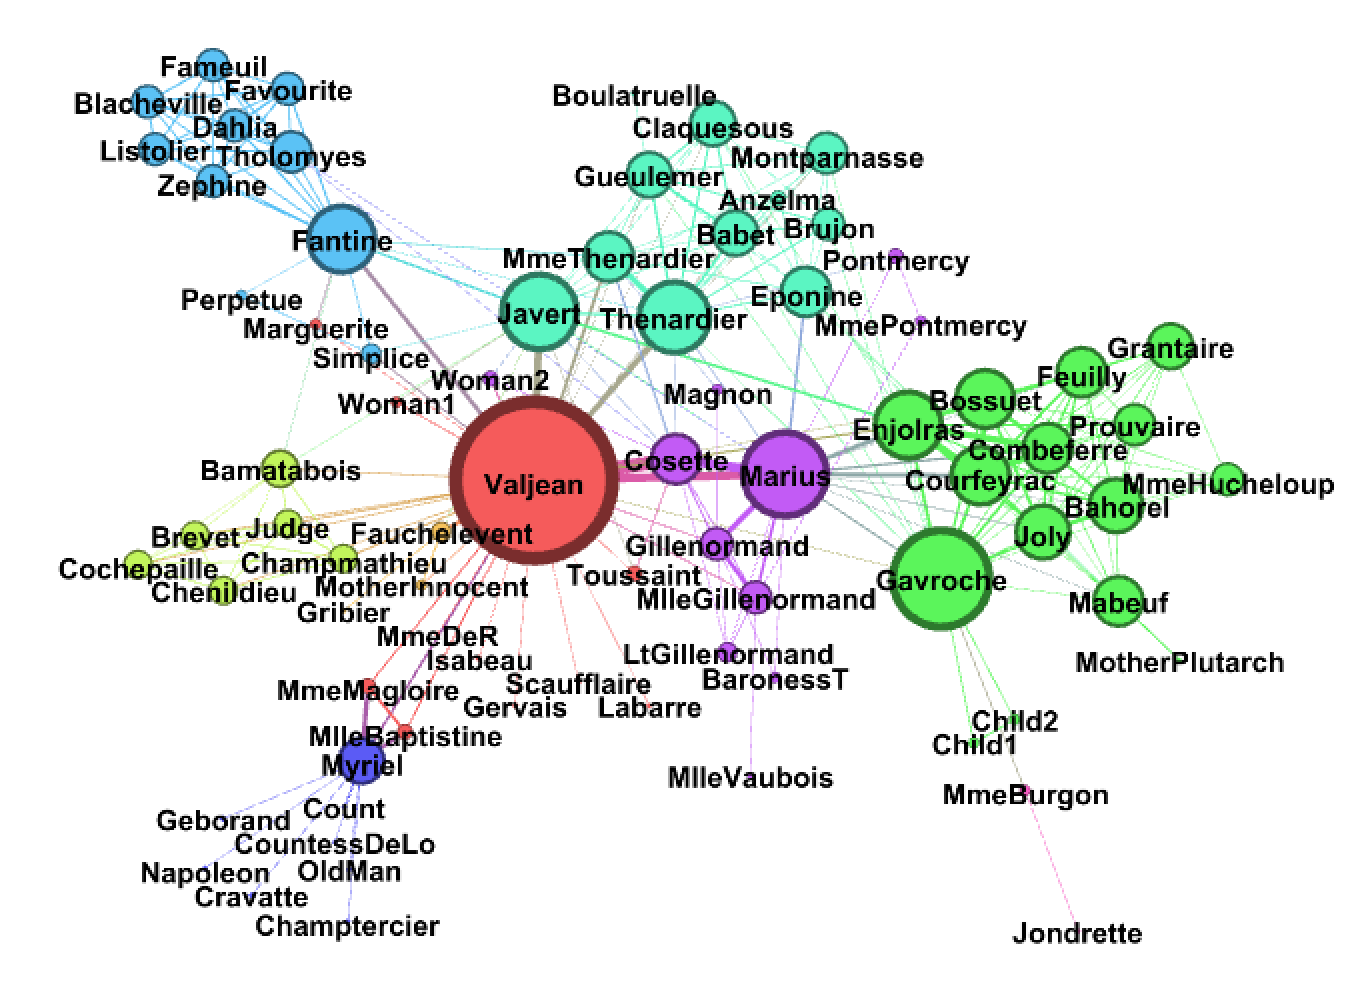 Fameuil
Favourite
Blacheville
Dahlia
Listolier
Tholomyes
Zephine
Fantine
Perpetue
Marguerite
Simplice
Boulatruelle
Claquesous
Montparnasse
Gueulemer
Anzelma
Babet
Brujon
MmeThenardier
Pontmercy
Javert
Thenardier
Eponine
MmePontmercy
Woman2
Woman1
Magnon
Grantaire
Feuilly
Bossuet
Enjolras
Prouvaire
Combeferre
Courfeyrac
MmeHucheloup
Bahorel
Joly
Gavroche
Mabeuf
MotherPlutarch
Bamatabois
Valjean
Cosette
Marius
Brevet
Judge
Fauchelevent
Cochepaille
Champmathieu
Chenildieu
MotherInnocent
Gribier
Gillenormand
Toussaint
MlleGillenormand
MmeDeR
Isabeau
LtGillenormand
BaronessT
MmeMagloire
Scaufflaire
Gervais
Labarre
MlleBaptistine
Myriel
MlleVaubois
Child2
Child1
MmeBurgon
Count
Geborand
CountessDeLo
Napoleon
OldMan
Cravatte
Champtercier
Jondrette